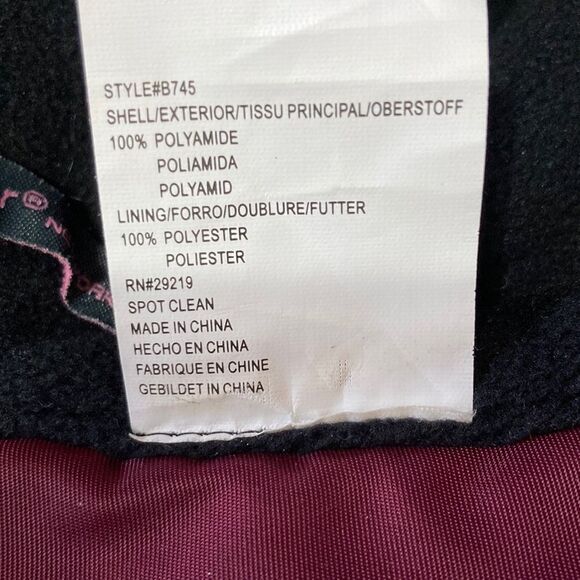 STYLE#B745
SHELL/EXTERIOR/TISSU PRINCIPAL/OBERSTOFF
100% POLYAMIDE
POLIAMIDA
POLYAMID
LINING/FORRO/DOUBLURE/FUTTER
100% POLYESTER
POLIESTER
RN#29219
SPOT CLEAN
MADE IN CHINA
HECHO EN CHINA
FABRIQUE EN CHINE
GEBILDET IN CHINA